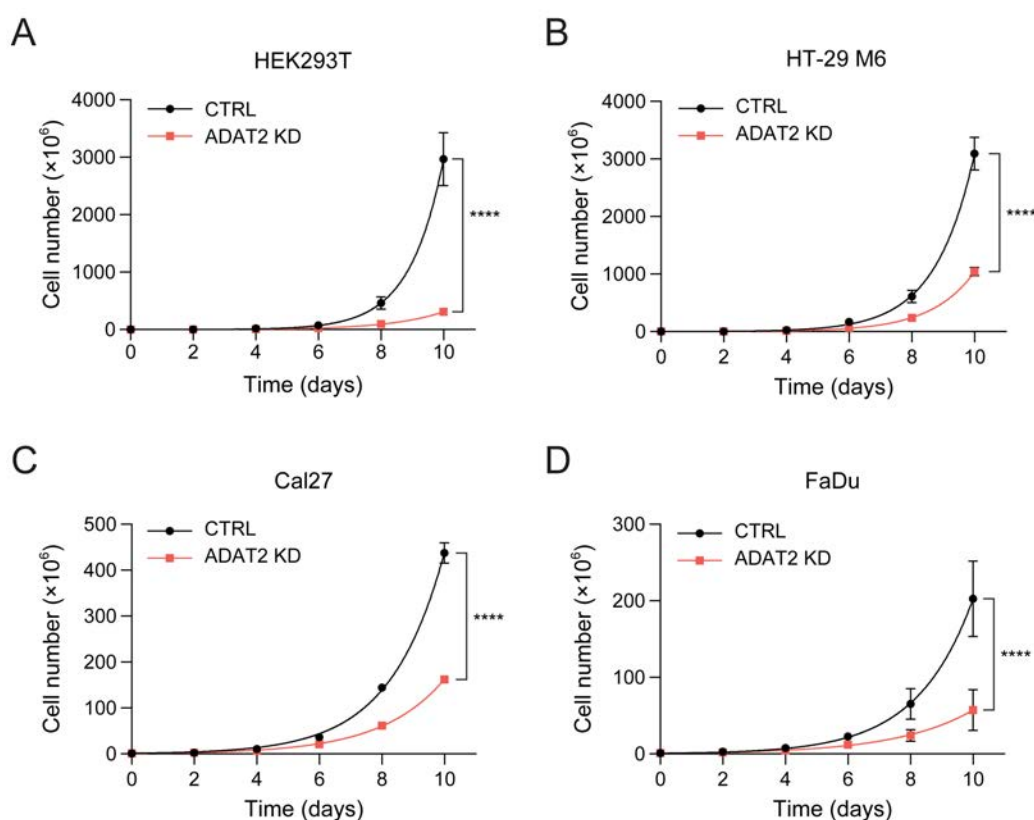 A
HEK293T
CTRL
ADAT2 KD
Cell number (×10⁶)
4000
3000
2000
1000
0
****
0 2 4 6 8 10
Time (days)
B
HT-29 M6
CTRL
ADAT2 KD
Cell number (×10⁶)
4000
3000
2000
1000
0
****
0 2 4 6 8 10
Time (days)
C
Cal27
CTRL
ADAT2 KD
Cell number (×10⁶)
500
400
300
200
100
0
****
0 2 4 6 8 10
Time (days)
D
FaDu
CTRL
ADAT2 KD
Cell number (×10⁶)
300
200
100
0
****
0 2 4 6 8 10
Time (days)